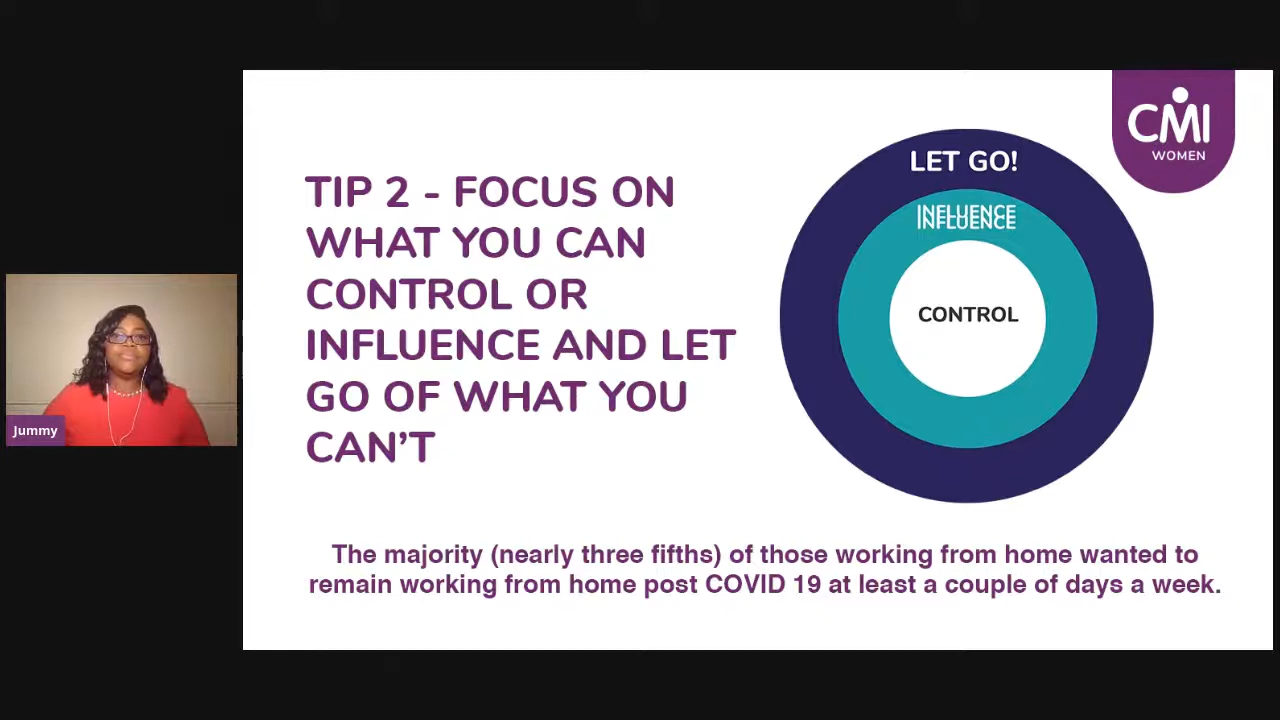 CMI
WOMEN
TIP 2 - FOCUS ON
WHAT YOU CAN
CONTROL OR
INFLUENCE AND LET
GO OF WHAT YOU
CAN'T
LET GO!
INFLUENCE
INFLUENCE
CONTROL
Jummy
The majority (nearly three fifths) of those working from home wanted to
remain working from home post COVID 19 at least a couple of days a week.